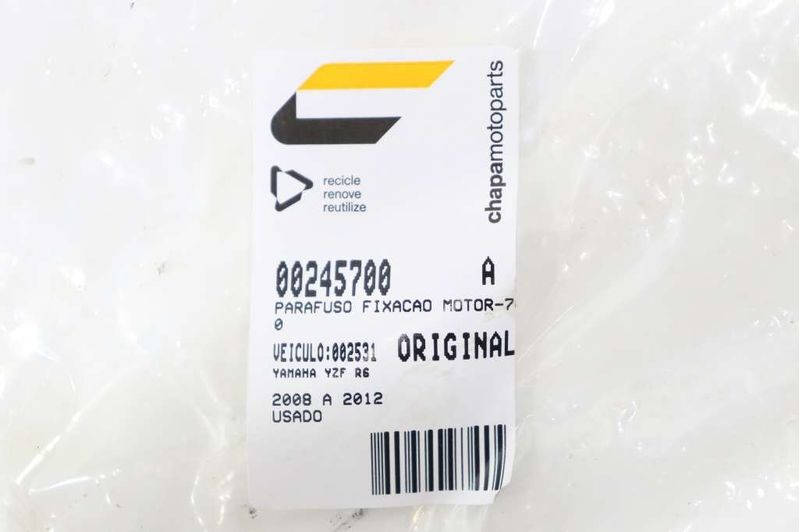 chapamotoparts
recicle
renove
reutilize
00245700 A
PARAFUSO FIXACAO MOTOR-7
0
VEICULO:002531 ORIGINAL
YAMAHA YZF R6
2008 A 2012
USADO